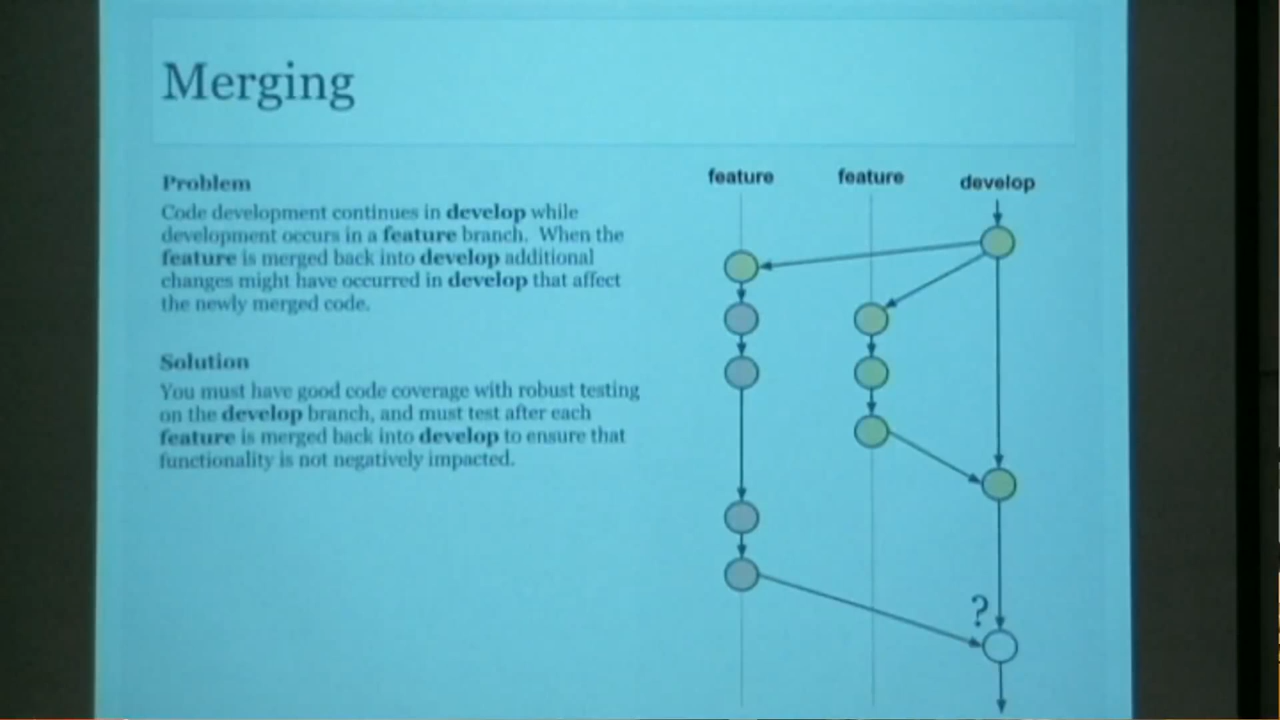 Merging
Problem
Code development continues in develop while
development occurs in a feature branch. When the
feature is merged back into develop additional
changes might have occurred in develop that affect
the newly merged code.
Solution
You must have good code coverage with robust testing
on the develop branch, and must test after each
feature is merged back into develop to ensure that
functionality is not negatively impacted.
feature feature develop
?